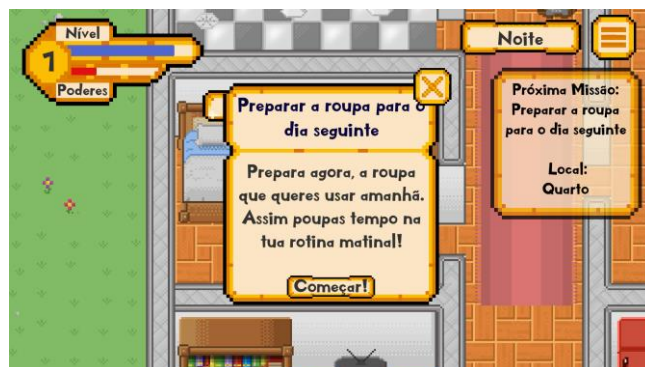 Nível
1
Poderes
Noite
Preparar a roupa para o
dia seguinte
Prepara agora, a roupa
que queres usar amanhã.
Assim poupas tempo na
tua rotina matinal!
Começar!
Próxima Missão:
Preparar a roupa
para o dia seguinte
Local:
Quarto